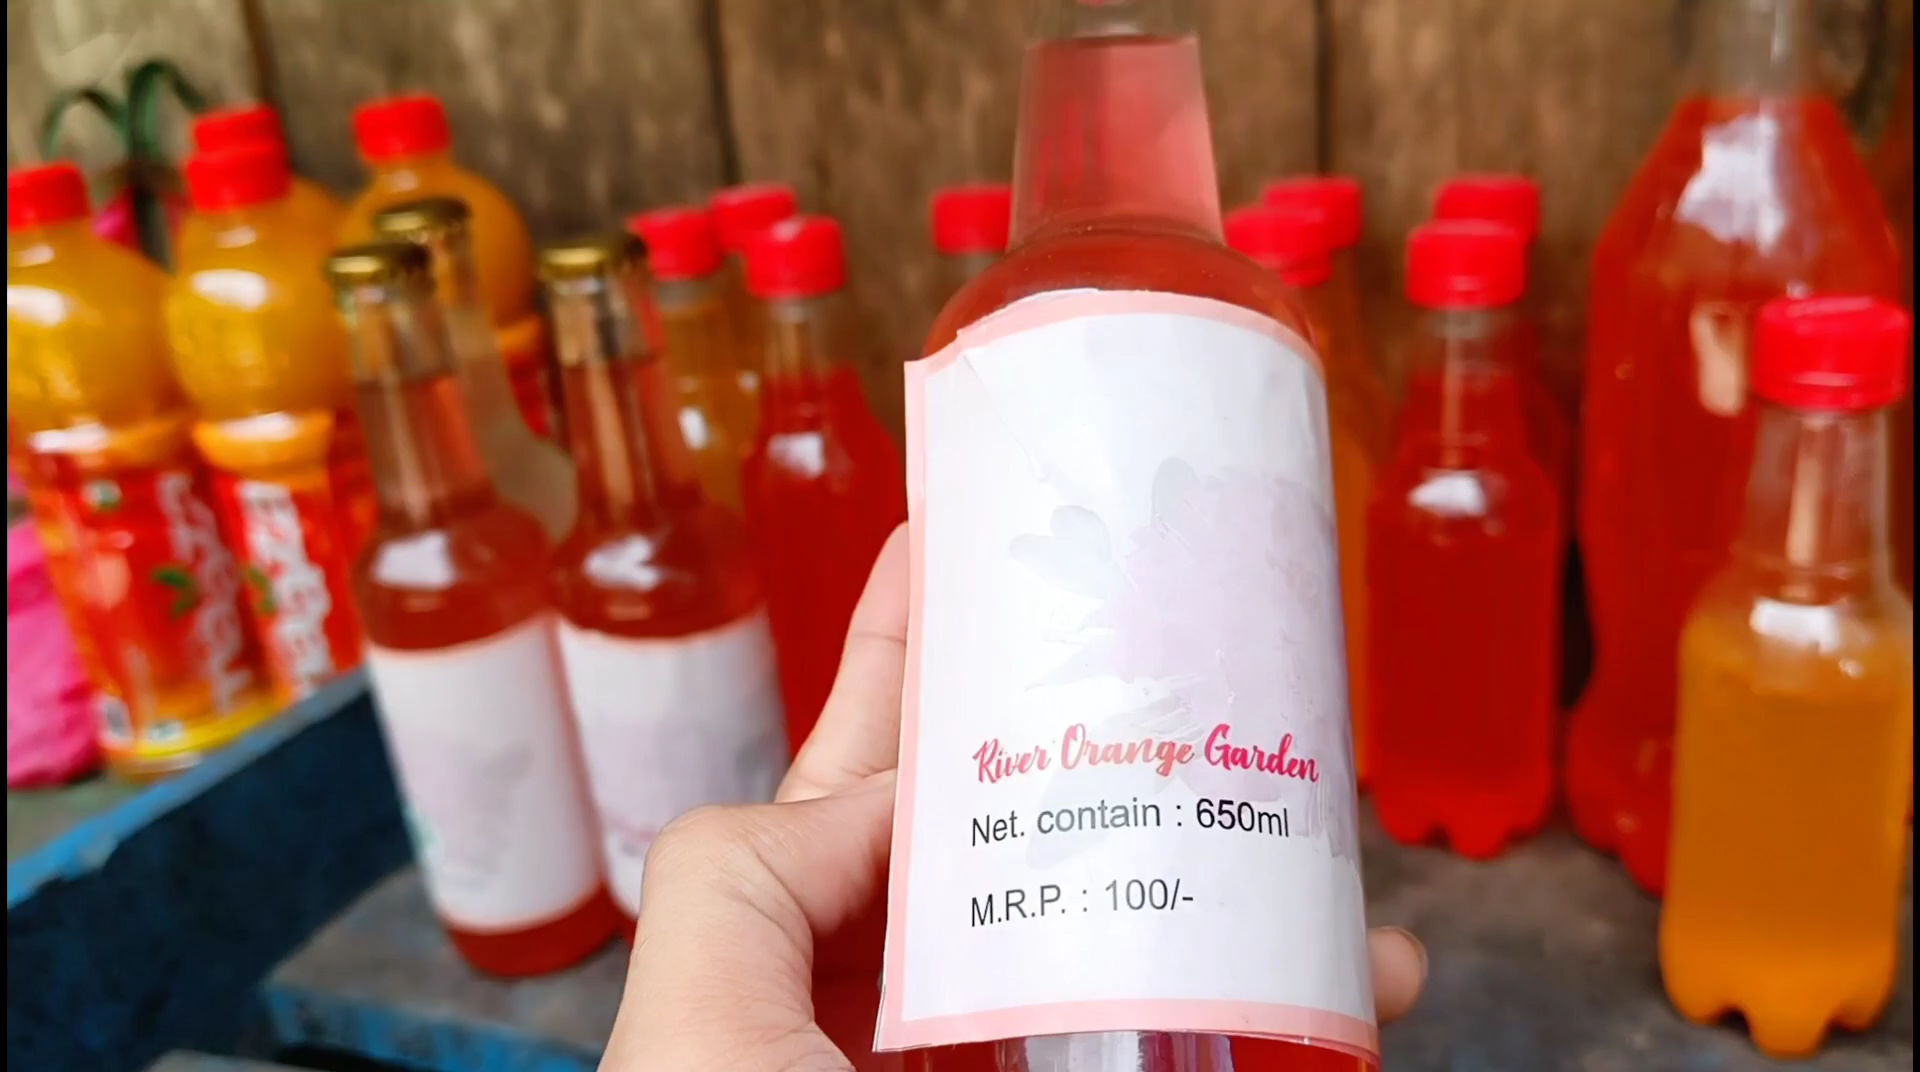 River Orange Garden
Net. contain : 650ml
M.R.P. : 100/-